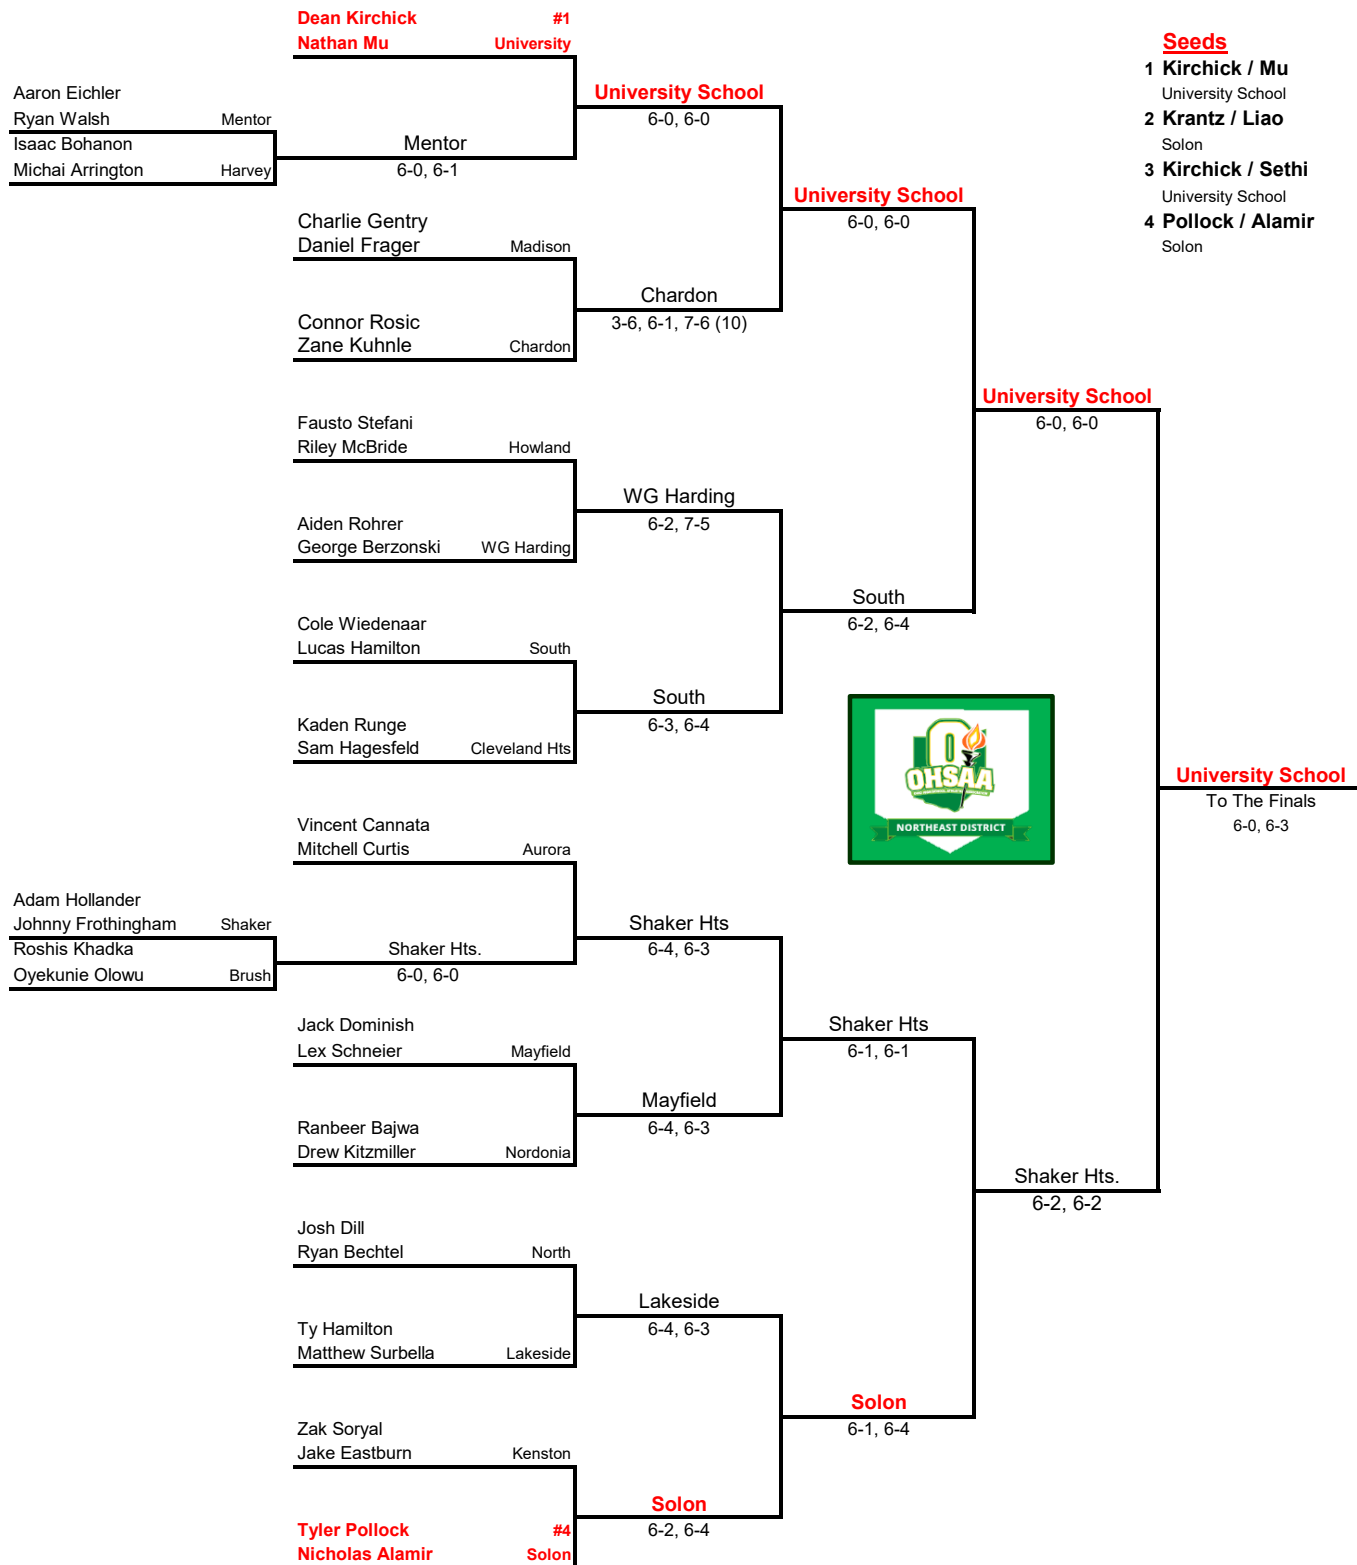 Dean Kirchick #1
Nathan Mu University
Seeds
1 Kirchick / Mu
University School
2 Krantz / Liao
Solon
3 Kirchick / Sethi
University School
4 Pollock / Alamir
Solon
Aaron Eichler
Ryan Walsh Mentor
Isaac Bohanon
Michai Arrington Harvey
Mentor
6-0, 6-1
University School
6-0, 6-0
Charlie Gentry
Daniel Frager Madison
Connor Rosic
Zane Kuhnle Chardon
Chardon
3-6, 6-1, 7-6 (10)
University School
6-0, 6-0
Fausto Stefani
Riley McBride Howland
Aiden Rohrer
George Berzonski WG Harding
WG Harding
6-2, 7-5
University School
6-0, 6-0
Cole Wiedenaar
Lucas Hamilton South
Kaden Runge
Sam Hagesfeld Cleveland Hts
South
6-3, 6-4
South
6-2, 6-4
OHSAA
NORTHEAST DISTRICT
University School
To The Finals
6-0, 6-3
Vincent Cannata
Mitchell Curtis Aurora
Adam Hollander
Johnny Frothingham Shaker
Roshis Khadka
Oyekunie Olowu Brush
Shaker Hts.
6-0, 6-0
Shaker Hts
6-4, 6-3
Jack Dominish
Lex Schneier Mayfield
Ranbeer Bajwa
Drew Kitzmiller Nordonia
Mayfield
6-4, 6-3
Shaker Hts
6-1, 6-1
Shaker Hts.
6-2, 6-2
Josh Dill
Ryan Bechtel North
Ty Hamilton
Matthew Surbella Lakeside
Lakeside
6-4, 6-3
Solon
6-1, 6-4
Zak Soryal
Jake Eastburn Kenston
Tyler Pollock #4
Nicholas Alamir Solon
Solon
6-2, 6-4